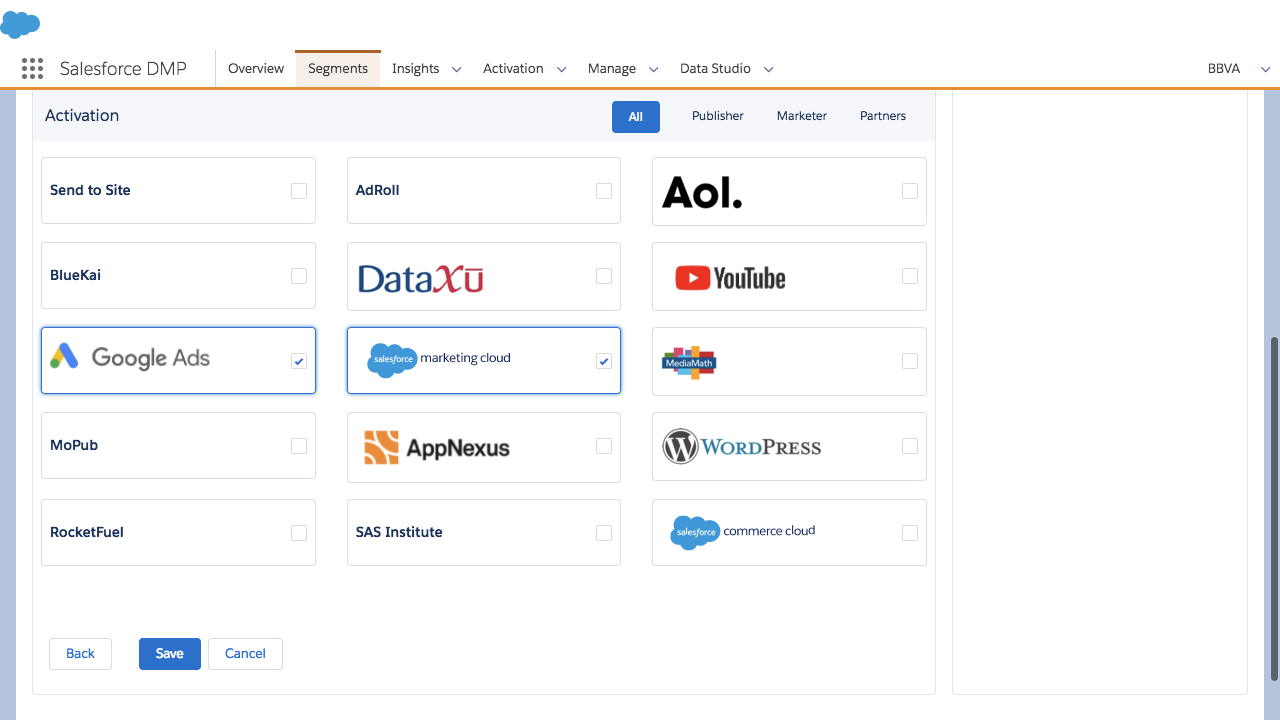 Salesforce DMP
Overview
Segments
Insights
Activation
Manage
Data Studio
BBVA
Activation
All
Publisher
Marketer
Partners
Send to Site
AdRoll
Aol.
BlueKai
DataXū
YouTube
Google Ads
salesforce marketing cloud
MediaMath
MoPub
AppNexus
WORDPRESS
RocketFuel
SAS Institute
salesforce commerce cloud
Back
Save
Cancel